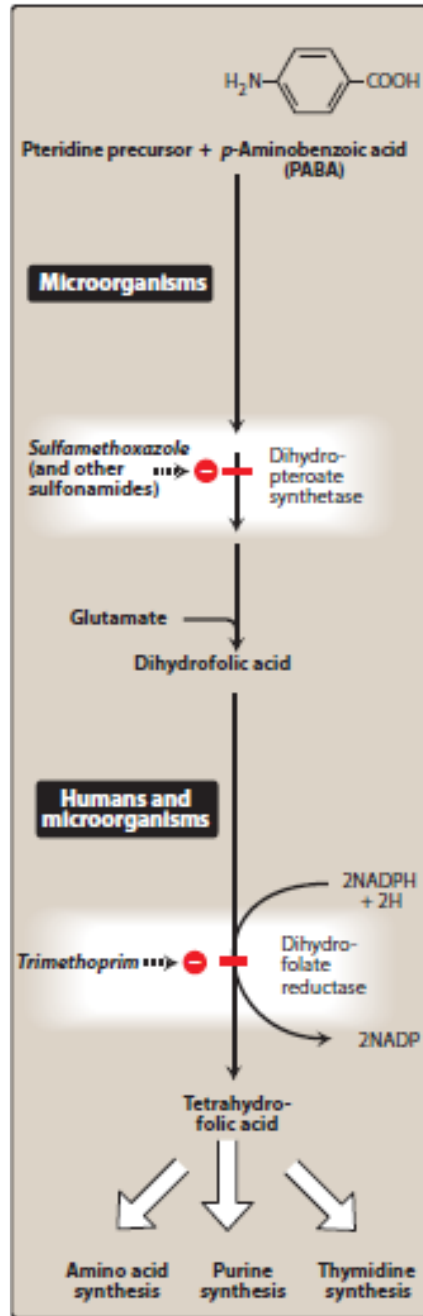 H₂N COOH
Pteridine precursor + p-Aminobenzoic acid
(PABA)
Microorganisms
Sulfamethoxazole
(and other
sulfonamides)
Dihydro-
pteroate
synthetase
Glutamate
Dihydrofolic acid
Humans and
microorganisms
2NADPH
+ 2H
Trimethoprim
Dihydro-
folate
reductase
2NADP
Tetrahydro-
folic acid
Amino acid
synthesis
Purine
synthesis
Thymidine
synthesis